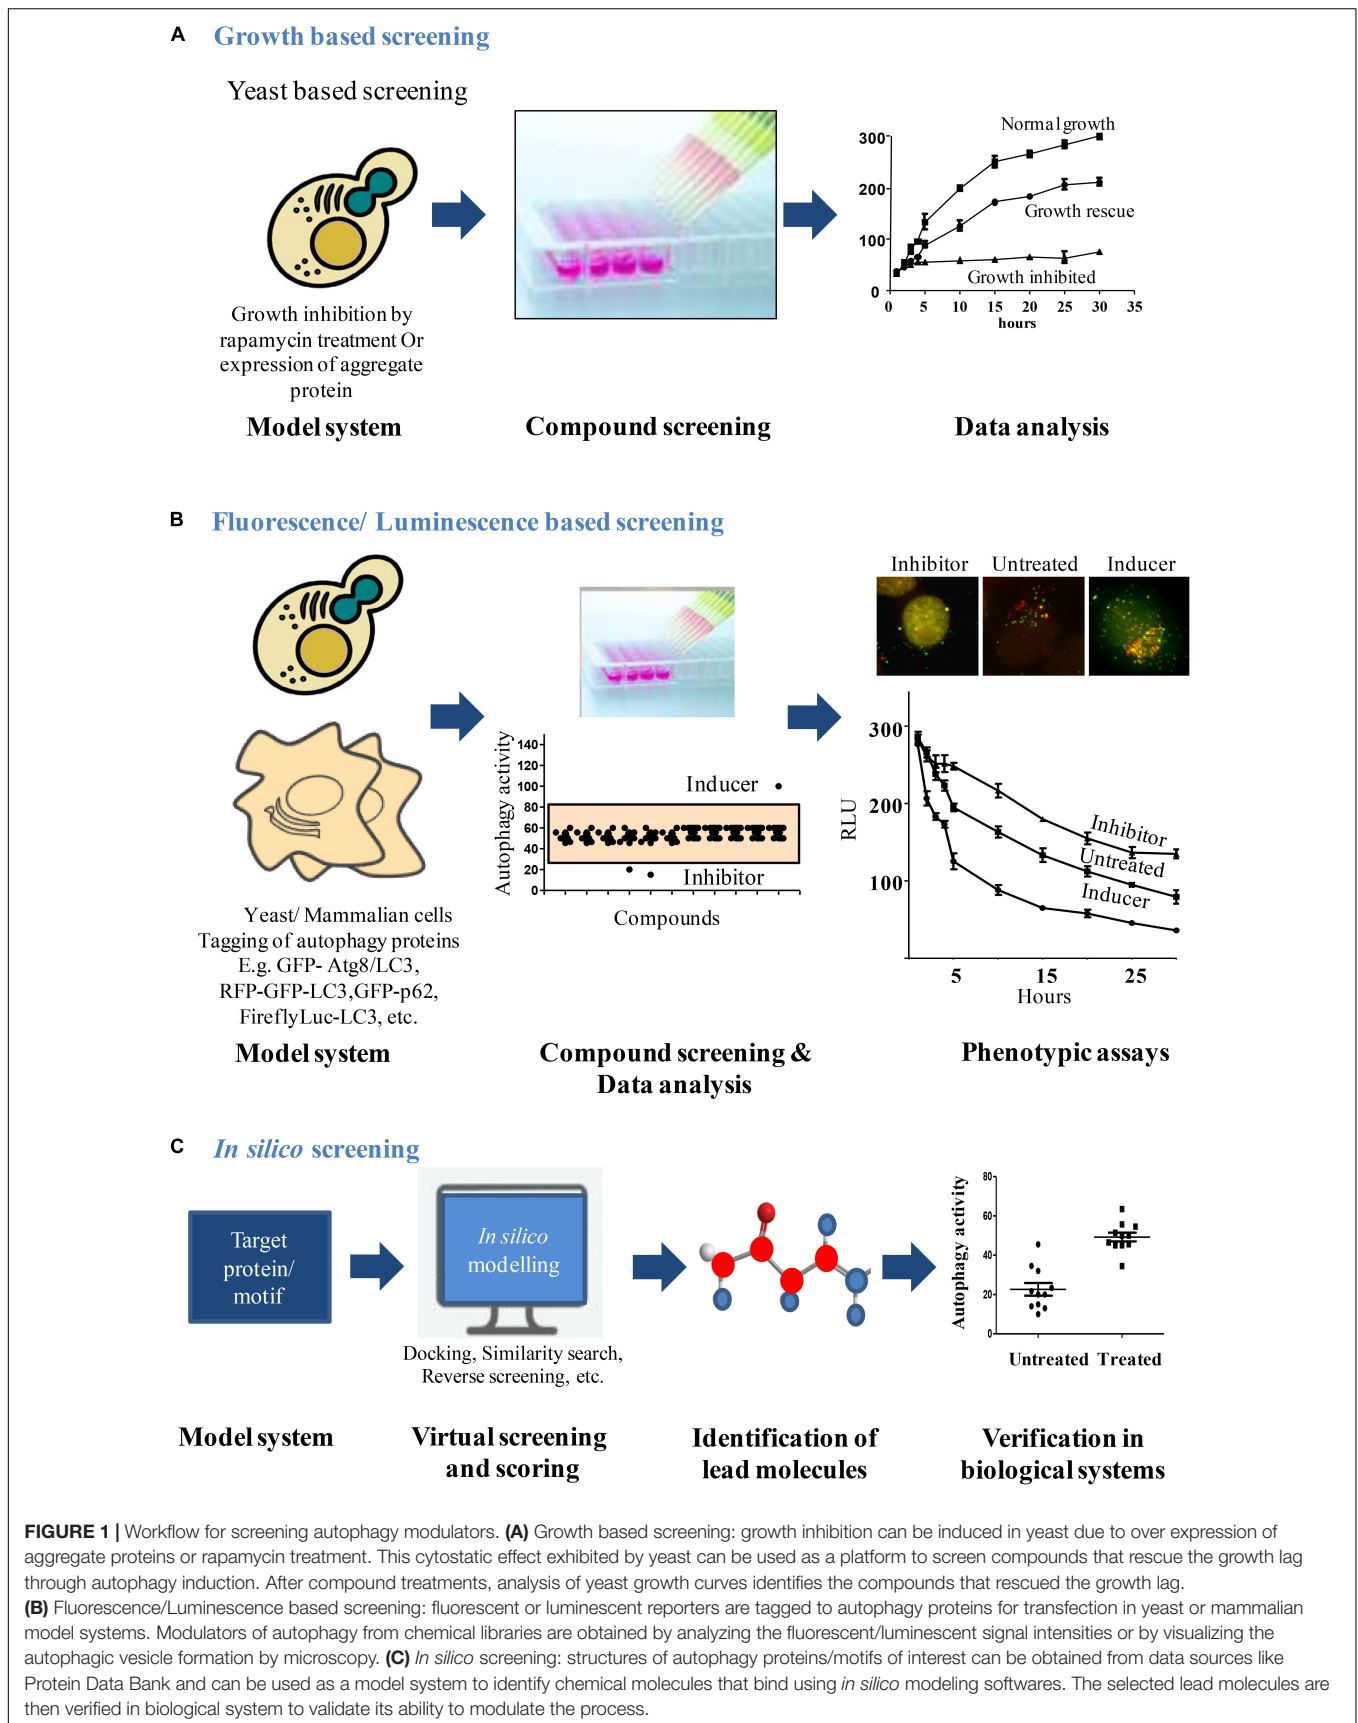 A Growth based screening
Yeast based screening
Growth inhibition by
rapamycin treatment Or
expression of aggregate
protein
Model system
Compound screening
300
200
100
0
0 5 10 15 20 25 30 35
hours
Normal growth
Growth rescue
Growth inhibited
Data analysis
B Fluorescence/ Luminescence based screening
Yeast/ Mammalian cells
Tagging of autophagy proteins
E.g. GFP- Atg8/LC3,
RFP-GFP-LC3,GFP-p62,
FireflyLuc-LC3, etc.
Model system
Autophagy activity
140
120
100
80
60
40
20
0
Inducer
Inhibitor
Compounds
Compound screening &
Data analysis
Inhibitor Untreated Inducer
RLU
300
200
100
Inhibitor
Untreated
Inducer
5 15 25
Hours
Phenotypic assays
C In silico screening
Target
protein/
motif
Model system
In silico
modelling
Docking, Similarity search,
Reverse screening, etc.
Virtual screening
and scoring
Identification of
lead molecules
Autophagy activity
80
60
40
20
0
Untreated Treated
Verification in
biological systems
FIGURE 1 | Workflow for screening autophagy modulators. (A) Growth based screening: growth inhibition can be induced in yeast due to over expression of
aggregate proteins or rapamycin treatment. This cytostatic effect exhibited by yeast can be used as a platform to screen compounds that rescue the growth lag
through autophagy induction. After compound treatments, analysis of yeast growth curves identifies the compounds that rescued the growth lag.
(B) Fluorescence/Luminescence based screening: fluorescent or luminescent reporters are tagged to autophagy proteins for transfection in yeast or mammalian
model systems. Modulators of autophagy from chemical libraries are obtained by analyzing the fluorescent/luminescent signal intensities or by visualizing the
autophagic vesicle formation by microscopy. (C) In silico screening: structures of autophagy proteins/motifs of interest can be obtained from data sources like
Protein Data Bank and can be used as a model system to identify chemical molecules that bind using in silico modeling softwares. The selected lead molecules are
then verified in biological system to validate its ability to modulate the process.